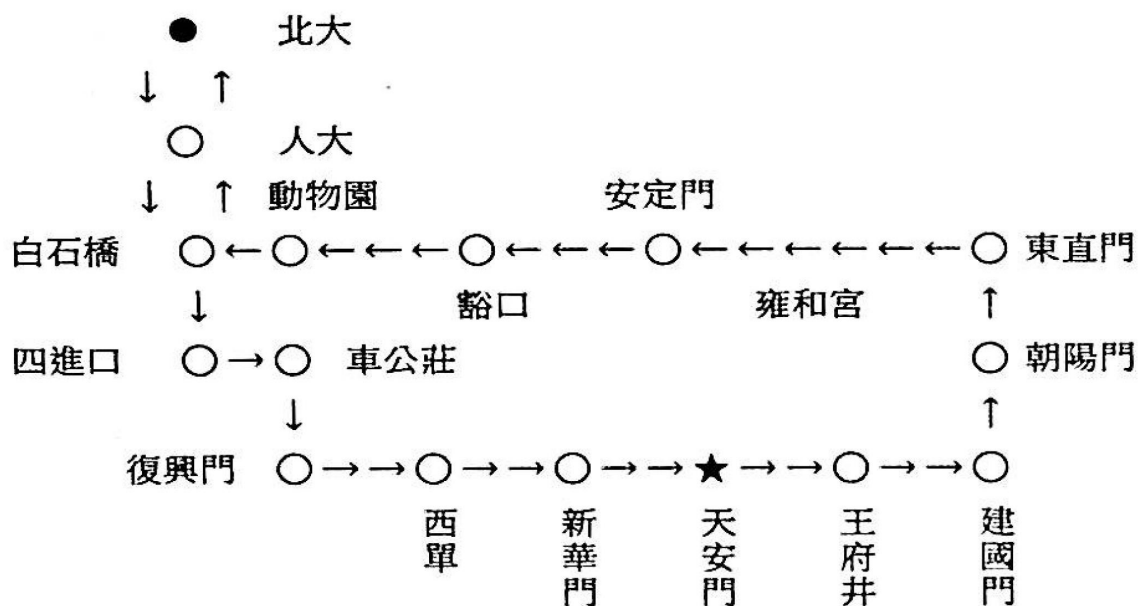 北大
人大
動物園
安定門
白石橋
東直門
豁口
雍和宮
四進口
車公莊
朝陽門
復興門
西單
新華門
天安門
王府井
建國門